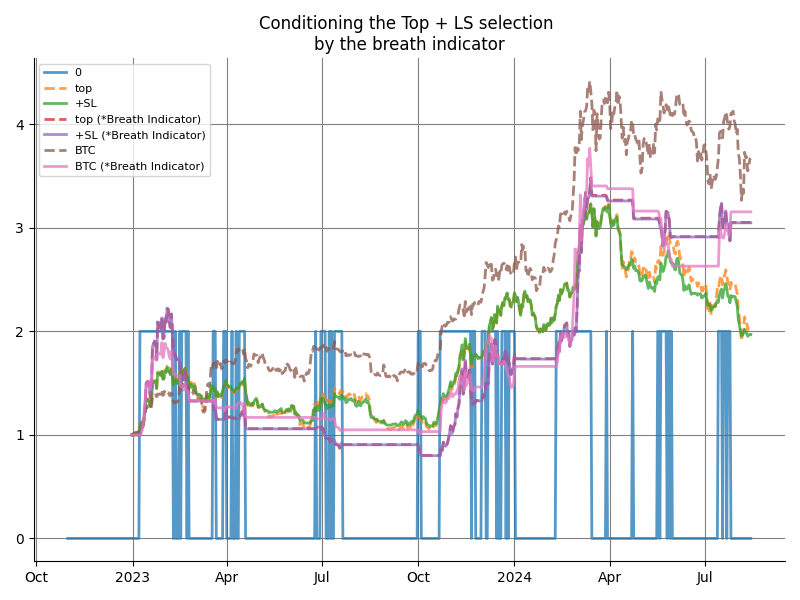 Conditioning the Top + LS selection
by the breath indicator
0
top
+SL
top (*Breath Indicator)
+SL (*Breath Indicator)
BTC
BTC (*Breath Indicator)
4
3
2
1
0
Oct
2023
Apr
Jul
Oct
2024
Apr
Jul